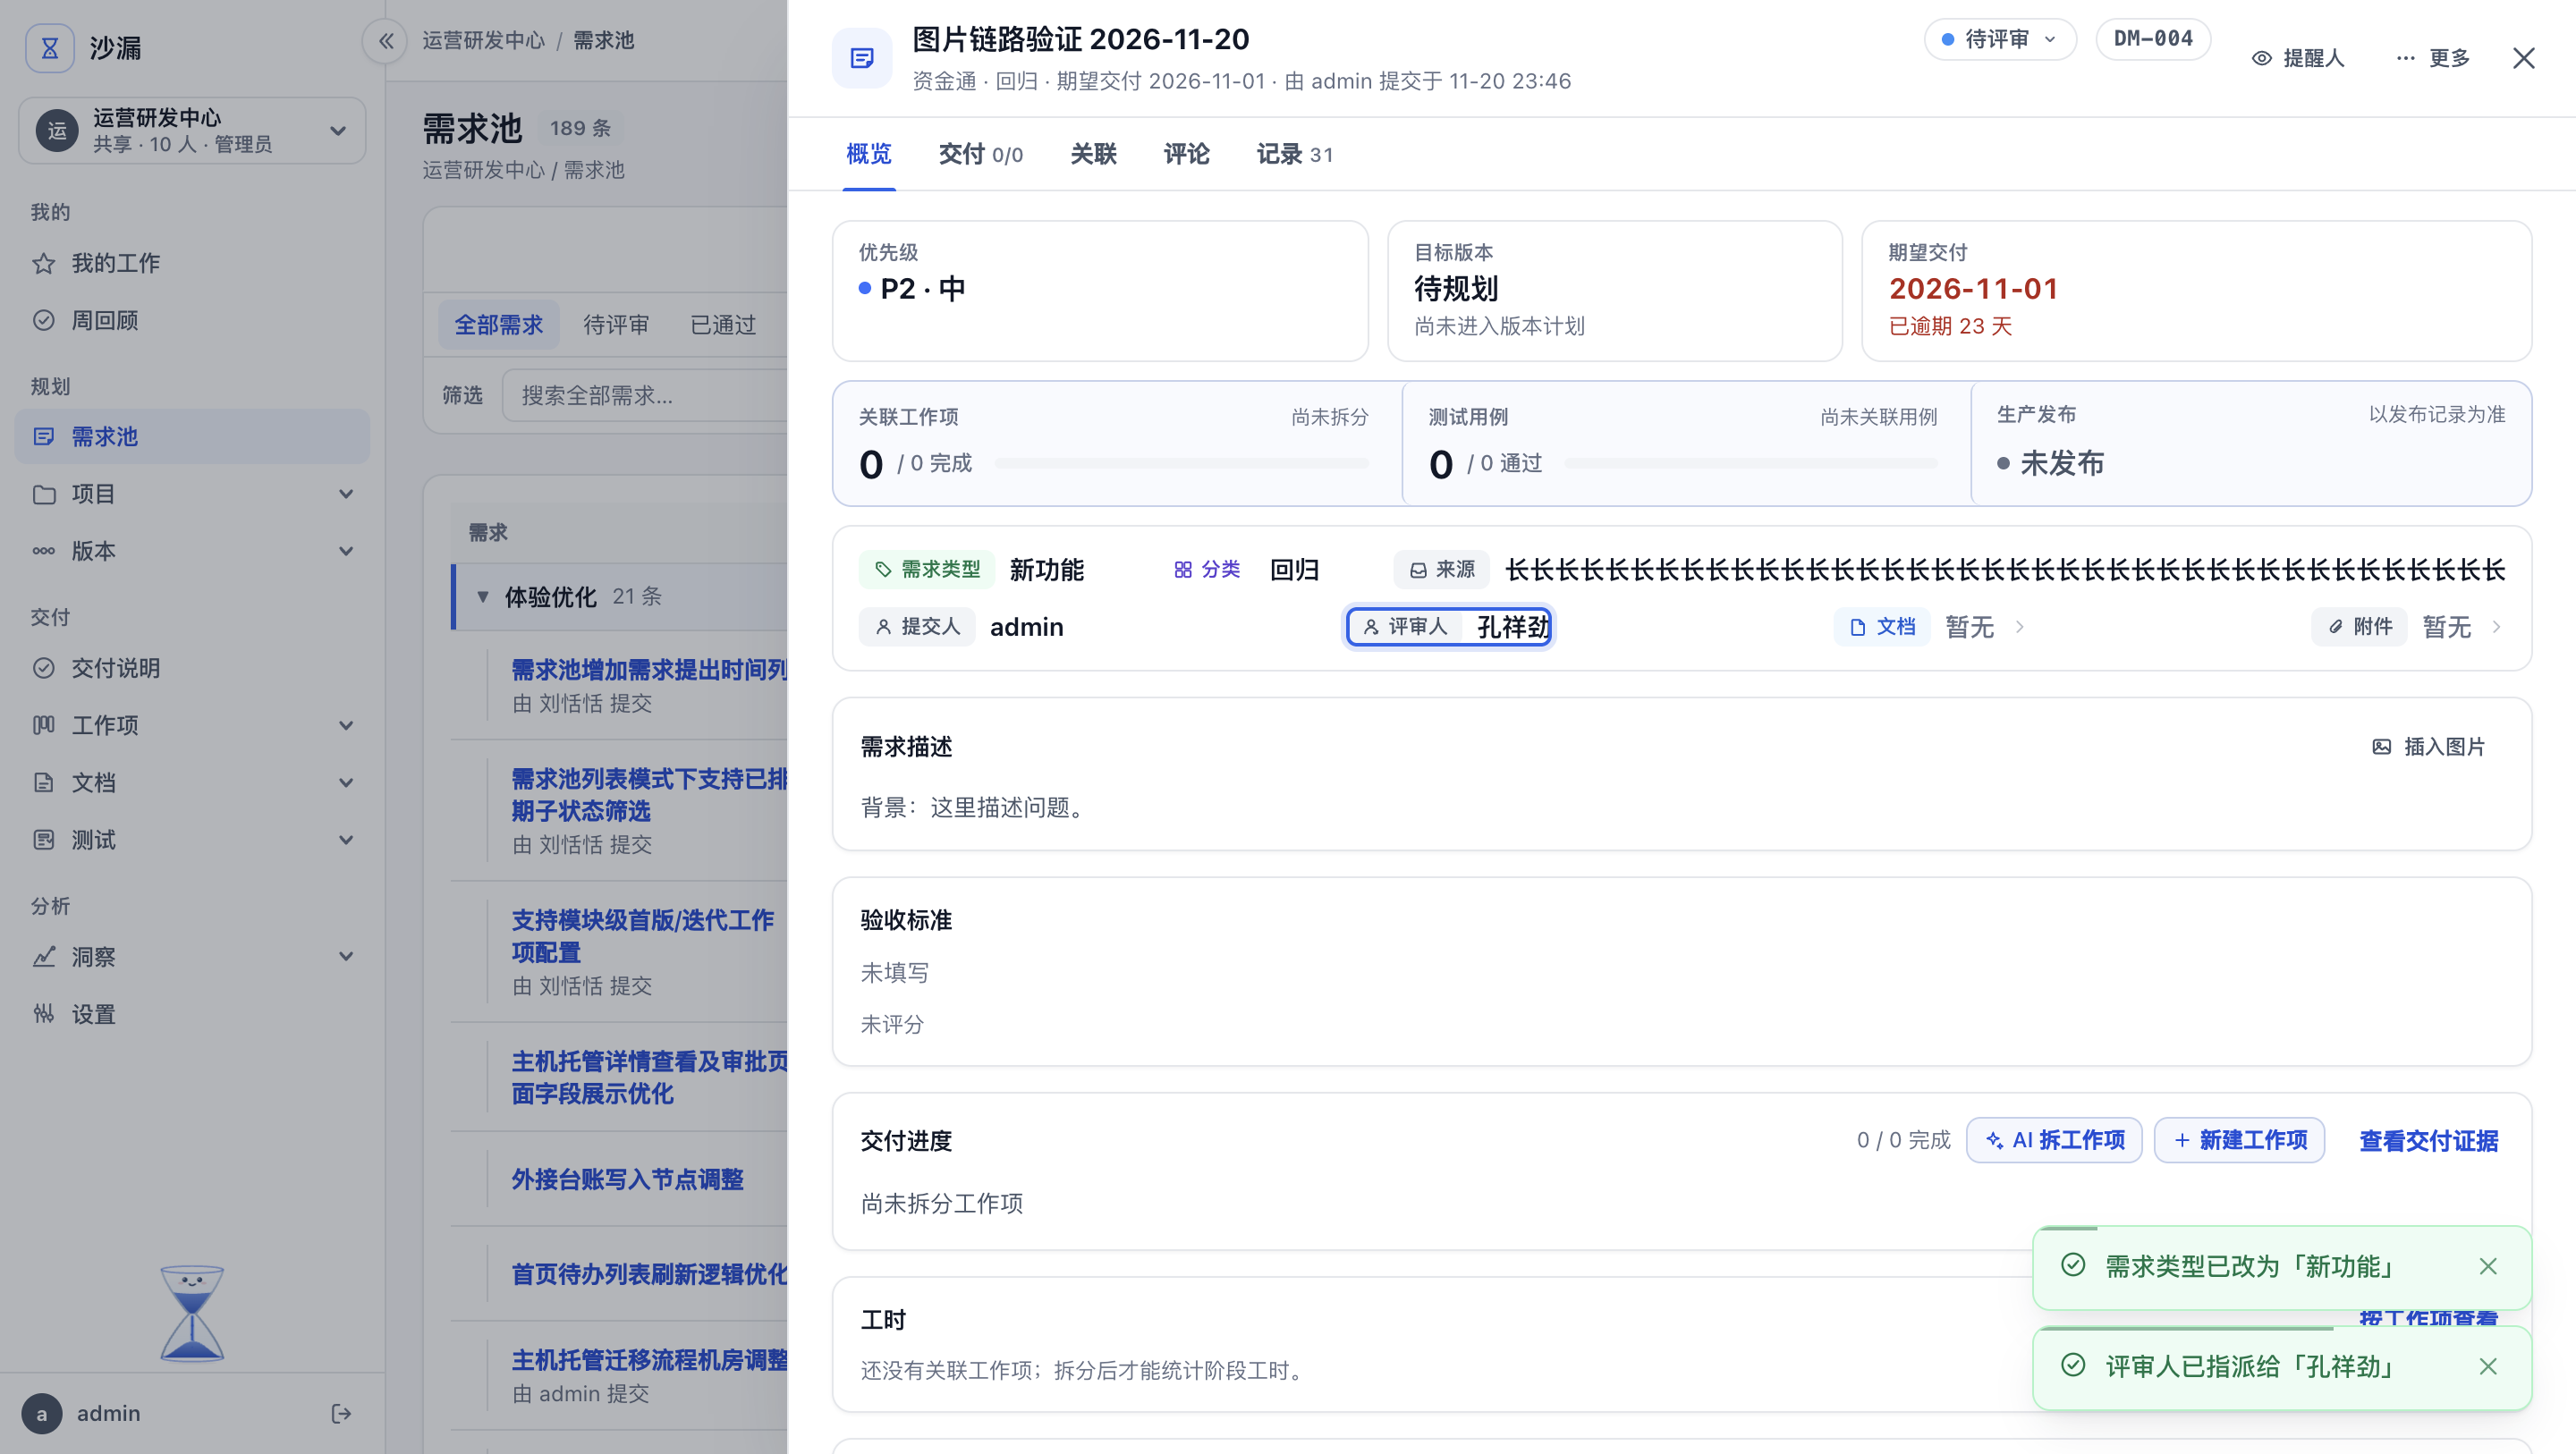 沙漏
运
运营研发中心
共享 · 10 人 · 管理员
我的
我的工作
周回顾
规划
需求池
项目
版本
交付
交付说明
工作项
文档
测试
分析
洞察
设置
a
admin
运营研发中心 / 需求池
需求池 189 条
运营研发中心 / 需求池
全部需求 待评审 已通过
筛选 搜索全部需求...
需求
体验优化 21 条
需求池增加需求提出时间列
由 刘恬恬 提交
需求池列表模式下支持已排
期子状态筛选
由 刘恬恬 提交
支持模块级首版/迭代工作
项配置
由 刘恬恬 提交
主机托管详情查看及审批页
面字段展示优化
外接台账写入节点调整
首页待办列表刷新逻辑优化
主机托管迁移流程机房调整
由 admin 提交
图片链路验证 2026-11-20
资金通 · 回归 · 期望交付 2026-11-01 · 由 admin 提交于 11-20 23:46
待评审
DM-004
提醒人
更多
概览 交付 0/0 关联 评论 记录 31
优先级
P2 · 中
目标版本
待规划
尚未进入版本计划
期望交付
2026-11-01
已逾期 23 天
关联工作项 尚未拆分
0 / 0 完成
测试用例 尚未关联用例
0 / 0 通过
生产发布 以发布记录为准
未发布
需求类型 新功能 分类 回归 来源 长长长长长长长长长长长长长长长长长长长长长长长长长长长长长长长长长长长长长长长长
提交人 admin 评审人 孔祥劲 文档 暂无 附件 暂无
需求描述 插入图片
背景：这里描述问题。
验收标准
未填写
未评分
交付进度 0 / 0 完成 AI 拆工作项 新建工作项 查看交付证据
尚未拆分工作项
工时 按工作项查看
还没有关联工作项；拆分后才能统计阶段工时。
需求类型已改为「新功能」
评审人已指派给「孔祥劲」